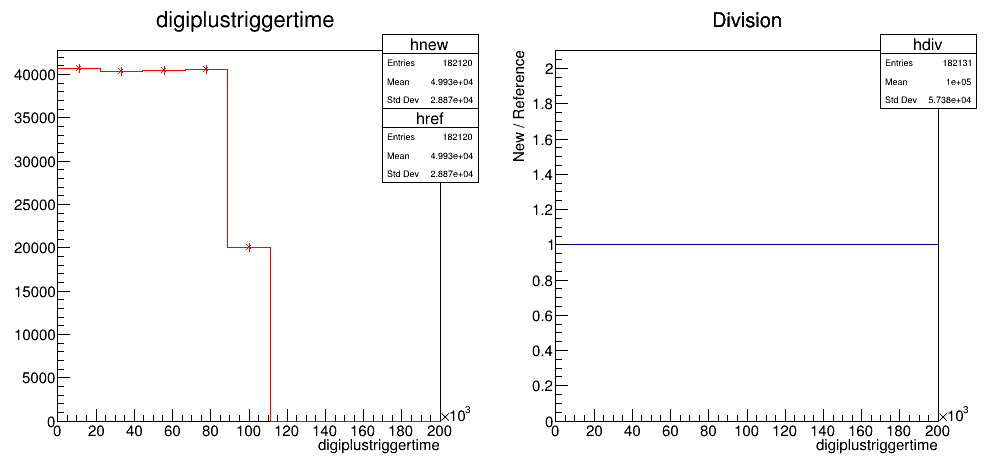 digiplustriggertime
hnew
Entries 182120
Mean 4.993e+04
Std Dev 2.887e+04
href
Entries 182120
Mean 4.993e+04
Std Dev 2.887e+04
40000
35000
30000
25000
20000
15000
10000
5000
0
0 20 40 60 80 100 120 140 160 180 200
×10³
digiplustriggertime
Division
hdiv
Entries 182131
Mean 1e+05
Std Dev 5.738e+04
New / Reference
2
1.8
1.6
1.4
1.2
1
0.8
0.6
0.4
0.2
0
0 20 40 60 80 100 120 140 160 180 200
×10³
digiplustriggertime